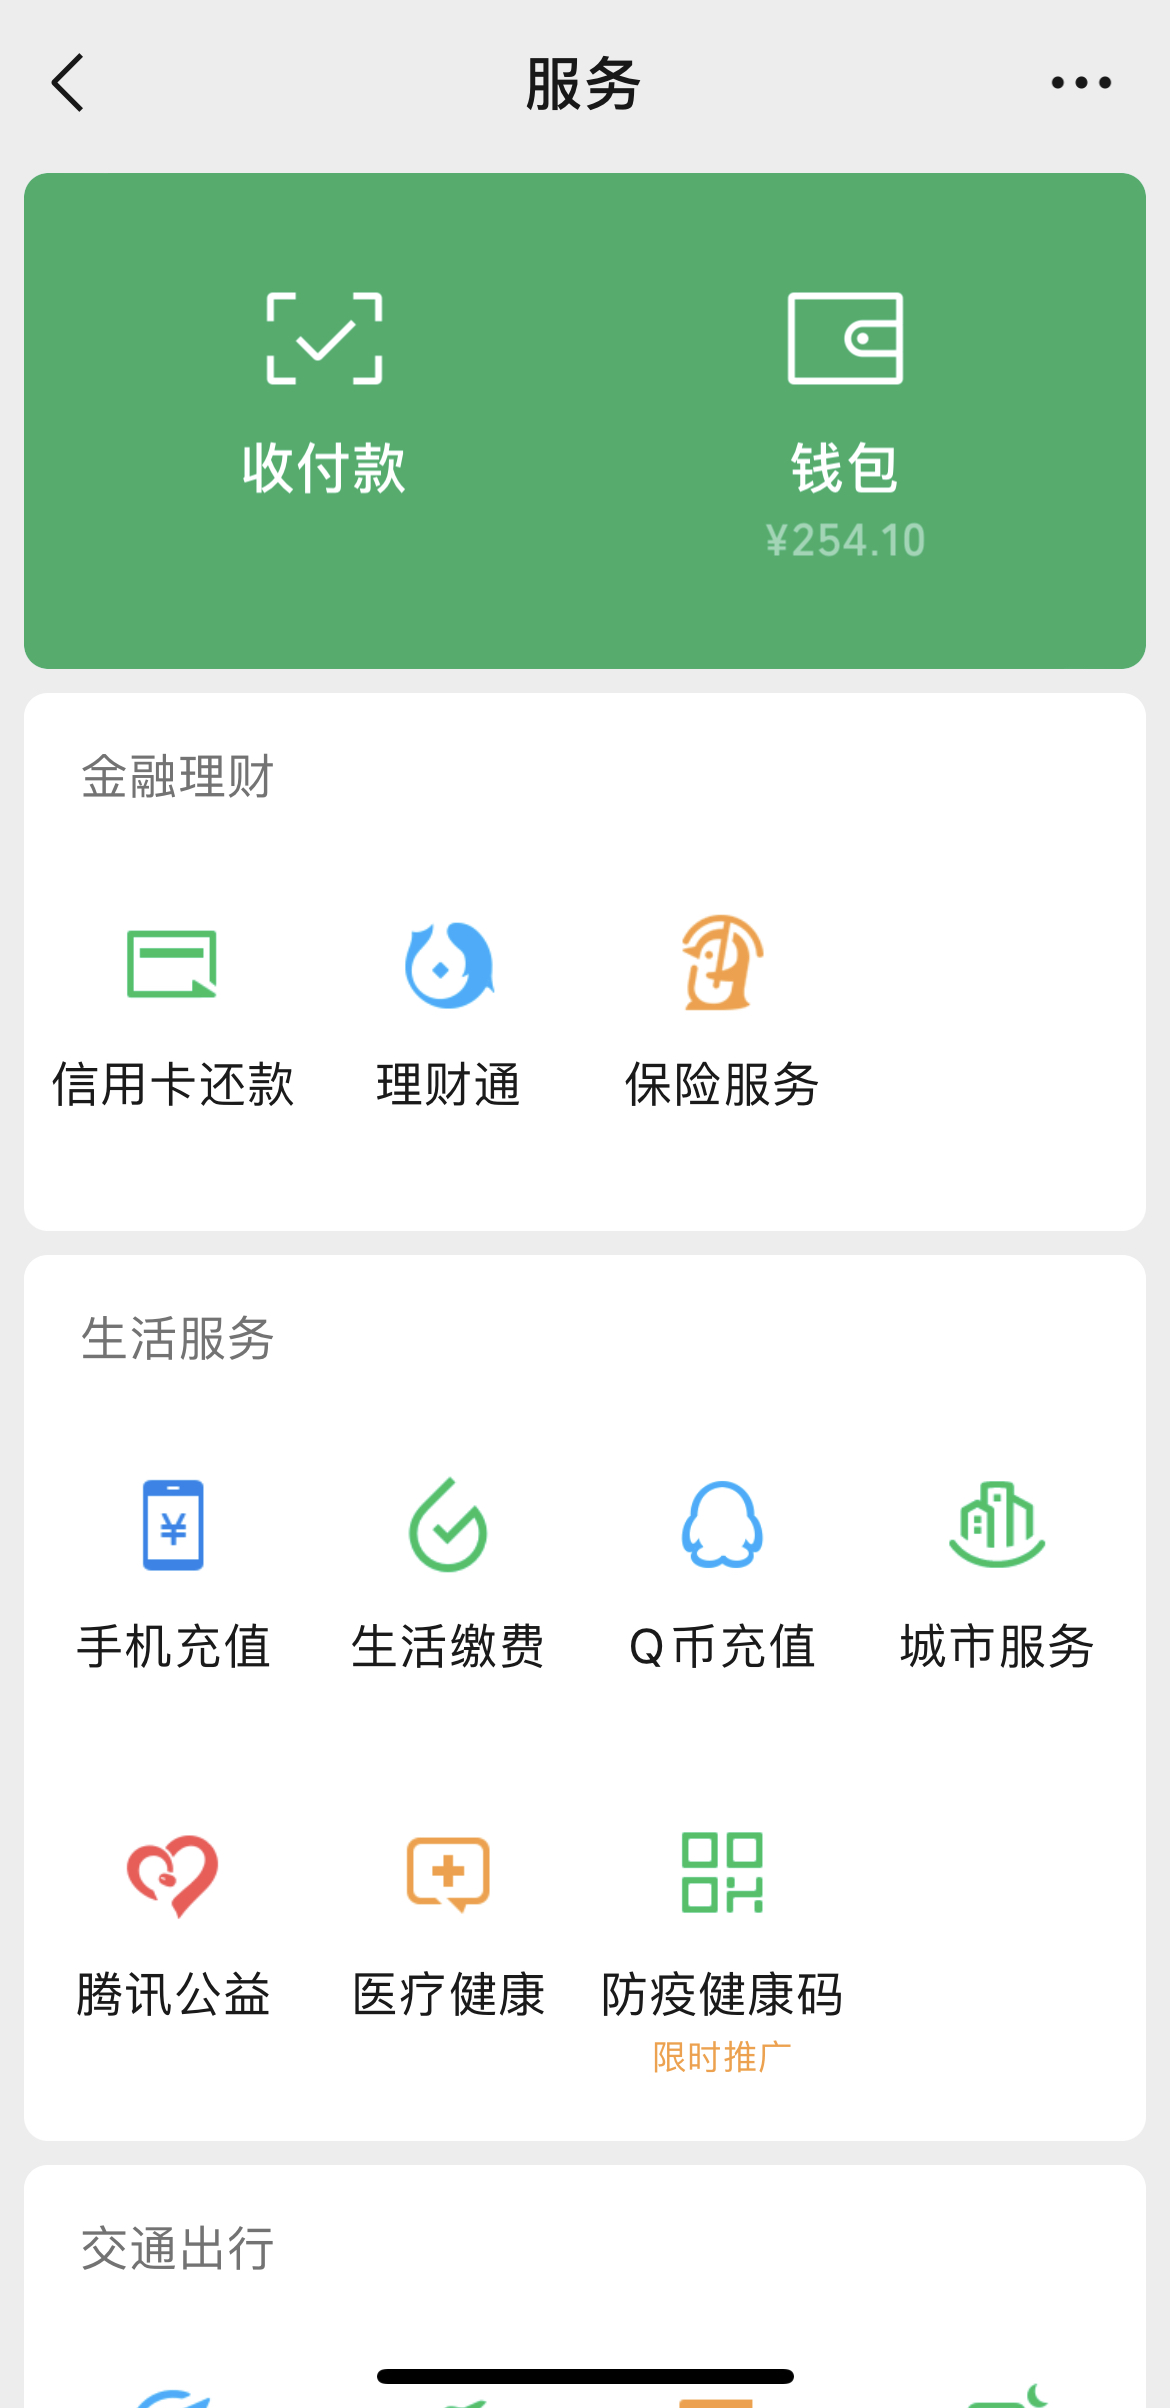 服务
收付款
钱包
¥254.10
金融理财
信用卡还款
理财通
保险服务
生活服务
手机充值
生活缴费
Q币充值
城市服务
腾讯公益
医疗健康
防疫健康码
限时推广
交通出行